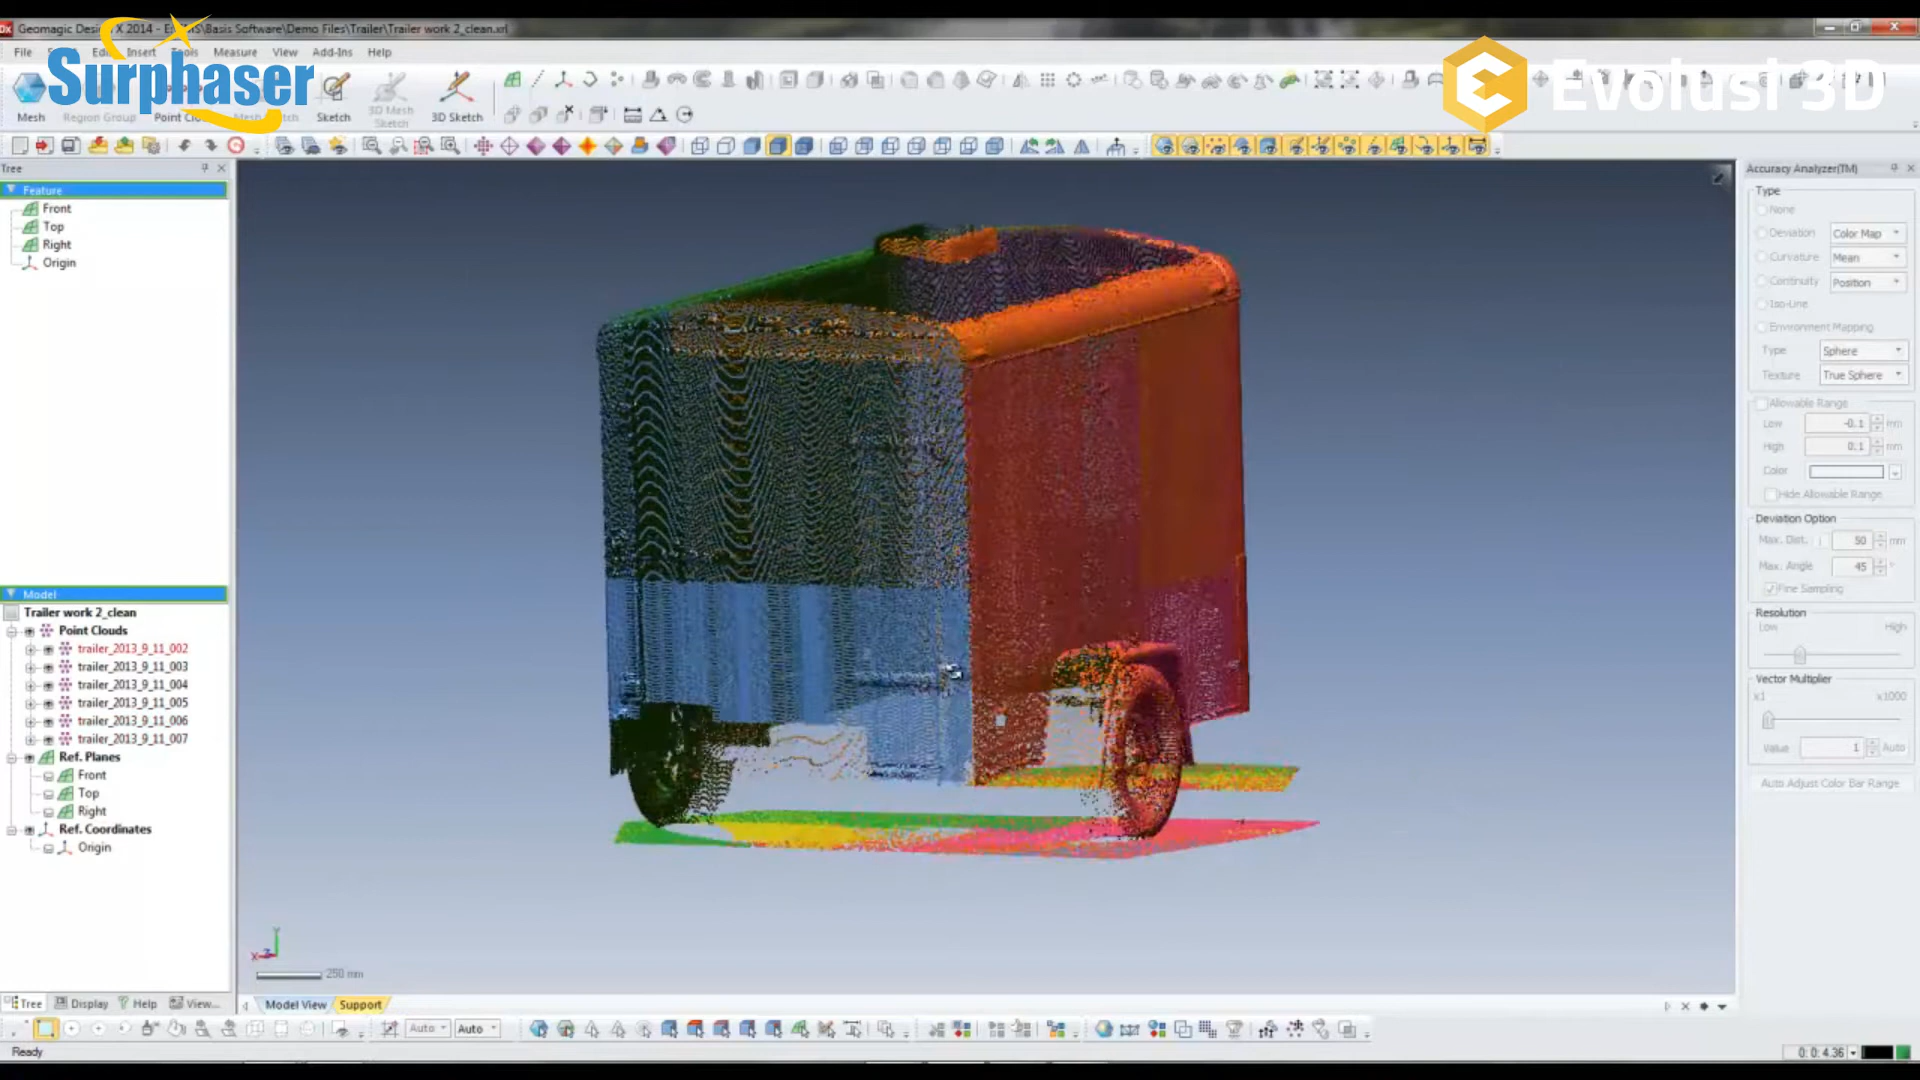 Geomagic Design X 2014 - E:\
\Basis Software\Demo Files\Trailer\Trailer work 2_clean.xrl
Surphaser
Evolusi 3D
File
Insert
Tools
Measure
View
Add-Ins
Help
Mesh
Region Group
Point
Sketch
3D Mesh
Sketch
3D Sketch
Tree
Feature
Front
Top
Right
Origin
Model
Trailer work 2_clean
Point Clouds
trailer_2013_9_11_002
trailer_2013_9_11_003
trailer_2013_9_11_004
trailer_2013_9_11_005
trailer_2013_9_11_006
trailer_2013_9_11_007
Ref. Planes
Front
Top
Right
Ref. Coordinates
Origin
Tree
Display
Help
View...
250 mm
Model View
Support
Auto
Auto
Ready
0: 0: 4.36
Accuracy Analyzer(TM)
Type
None
Deviation
Color Map
Curvature
Mean
Continuity
Position
Iso-Line
Environment Mapping
Type
Sphere
Texture
True Sphere
Allowable Range
Low
-0.1
mm
High
0.1
mm
Color
Hide Allowable Range
Deviation Option
Max. Dist.
50
mm
Max. Angle
45
°
Fine Sampling
Resolution
Low
High
Vector Multiplier
x1
x1000
Value
1
Auto
Auto Adjust Color Bar Range